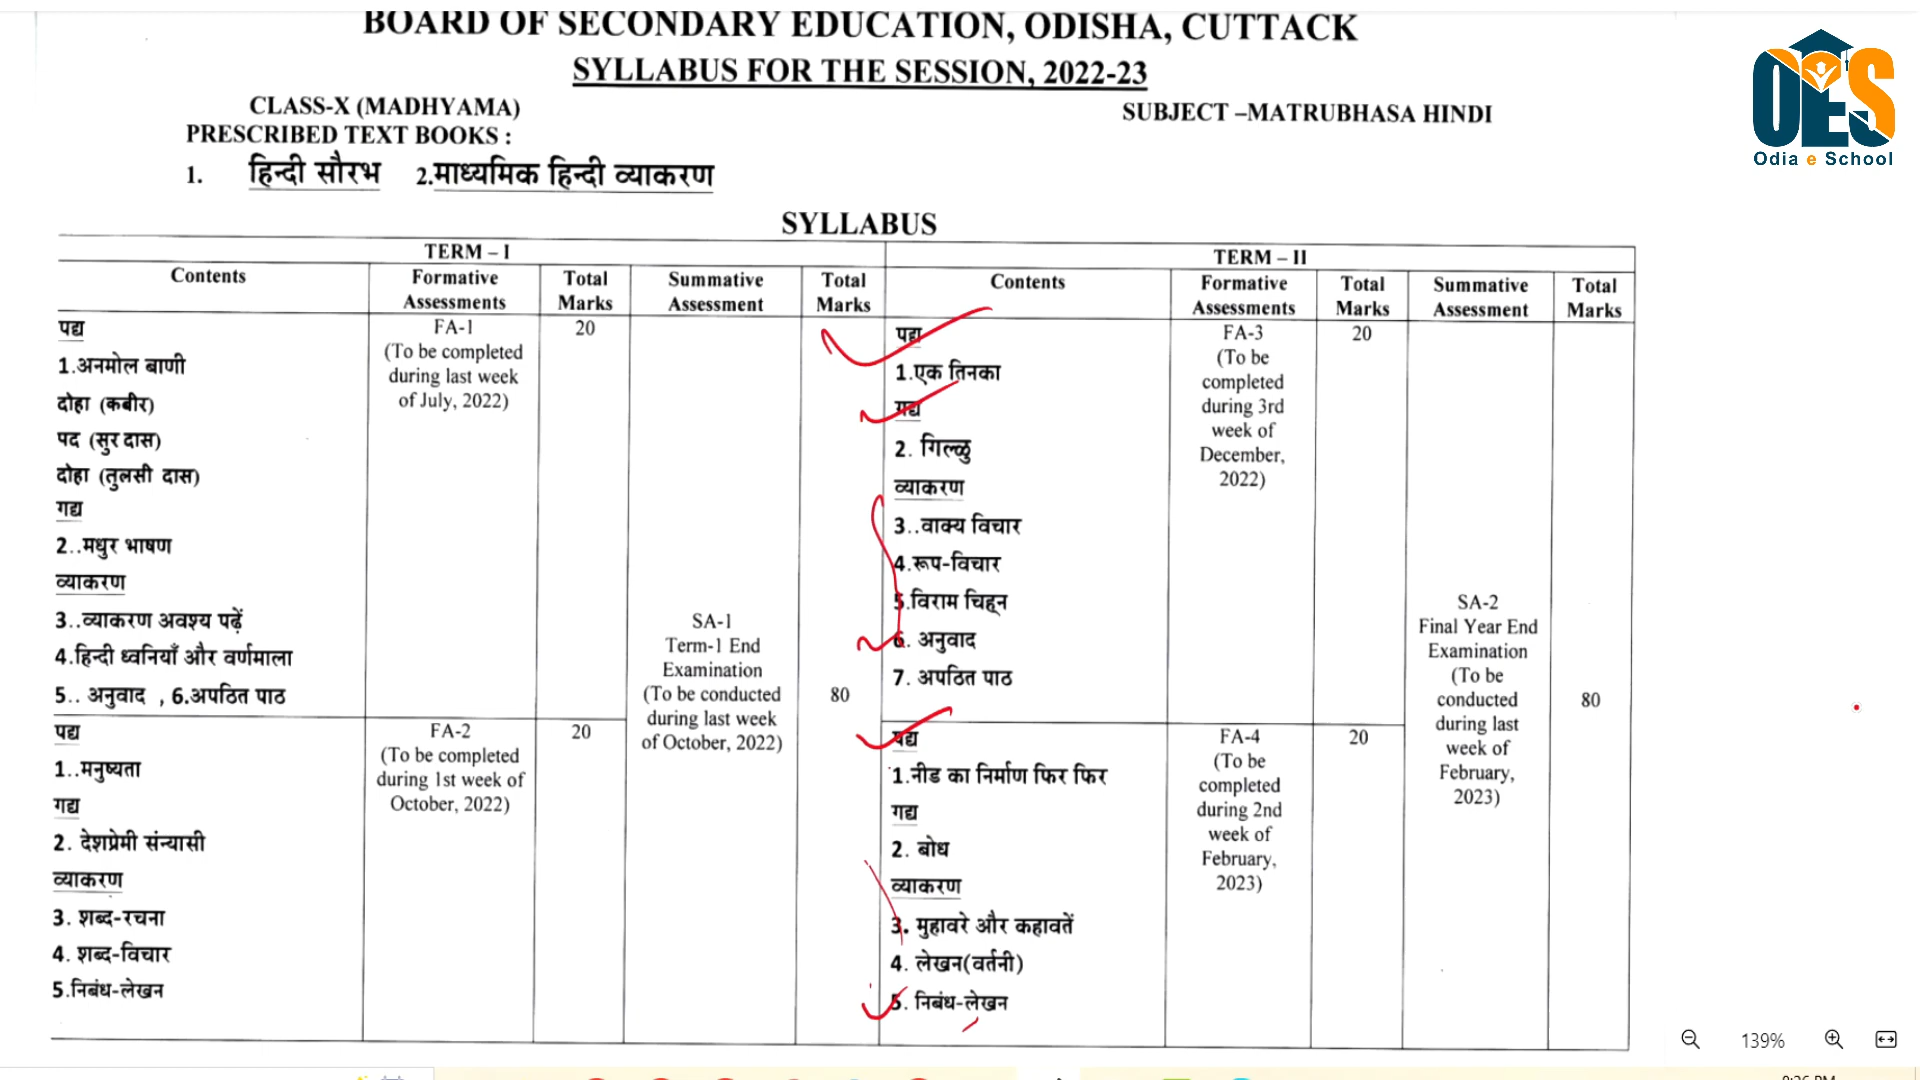 BOARD OF SECONDARY EDUCATION, ODISHA, CUTTACK
SYLLABUS FOR THE SESSION, 2022-23
CLASS-X (MADHYAMA)
SUBJECT –MATRUBHASA HINDI
PRESCRIBED TEXT BOOKS :
1. हिन्दी सौरभ 2.माध्यमिक हिन्दी व्याकरण
OES
Odia e School
SYLLABUS
TERM – I
Contents
Formative
Assessments
Total
Marks
Summative
Assessment
Total
Marks
पद्य
1.अनमोल बाणी
दोहा (कबीर)
पद (सुर दास)
दोहा (तुलसी दास)
गद्य
2..मधुर भाषण
व्याकरण
3..व्याकरण अवश्य पढ़ें
4.हिन्दी ध्वनियाँ और वर्णमाला
5.. अनुवाद , 6.अपठित पाठ
FA-1
(To be completed
during last week
of July, 2022)
20
पद्य
1..मनुष्यता
गद्य
2. देशप्रेमी संन्यासी
व्याकरण
3. शब्द-रचना
4. शब्द-विचार
5.निबंध-लेखन
FA-2
(To be completed
during 1st week of
October, 2022)
20
SA-1
Term-1 End
Examination
(To be conducted
during last week
of October, 2022)
80
TERM – II
Contents
Formative
Assessments
Total
Marks
Summative
Assessment
Total
Marks
पद्य
1.एक तिनका
गद्य
2. गिल्लु
व्याकरण
3..वाक्य विचार
4.रूप-विचार
5.विराम चिह्न
6. अनुवाद
7. अपठित पाठ
FA-3
(To be
completed
during 3rd
week of
December,
2022)
20
पद्य
1.नीड का निर्माण फिर फिर
गद्य
2. बोध
व्याकरण
3. मुहावरे और कहावतें
4. लेखन(वर्तनी)
5. निबंध-लेखन
FA-4
(To be
completed
during 2nd
week of
February,
2023)
20
SA-2
Final Year End
Examination
(To be
conducted
during last
week of
February,
2023)
80
139%